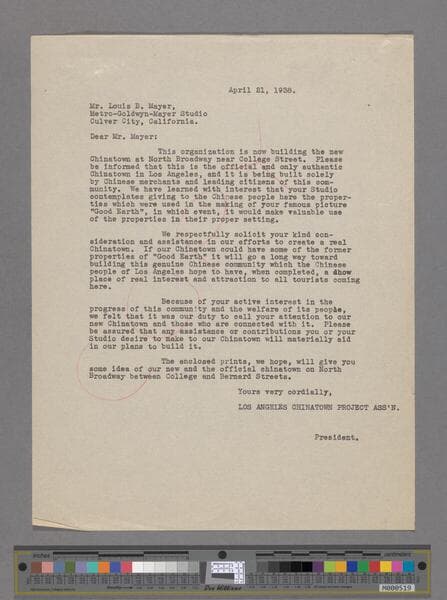 April 21, 1938.
Mr. Louis B. Mayer,
Metro-Goldwyn-Mayer Studio
Culver City, California.
Dear Mr. Mayer:
This organization is now building the new
Chinatown at North Broadway near College Street. Please
be informed that this is the official and only authentic
Chinatown in Los Angeles, and it is being built solely
by Chinese merchants and leading citizens of this com-
munity. We have learned with interest that your Studio
contemplates giving to the Chinese people here the proper-
ties which were used in the making of your famous picture
"Good Earth", in which event, it would make valuable use
of the properties in their proper setting.
We respectfully solicit your kind con-
sideration and assistance in our efforts to create a real
Chinatown. If our Chinatown could have some of the former
properties of "Good Earth" it will go a long way toward
building this genuine Chinese community which the Chinese
people of Los Angeles hope to have, when completed, a dhow
place of real interest and attraction to all tourists coming
here.
Because of your active interest in the
progress of this community and the welfare of its people,
we felt that it was our duty to call your attention to our
new Chinatown and those who are connected with it. Please
be assured that any assistance or contributions you or your
Studio desire to make to our Chinatown will materially aid
in our plans to build it.
The enclosed prints, we hope, will give you
some idea of our new and the official chinatown on North
Broadway between College and Bernard Streets.
Yours very cordially,
LOS ANGELES CHINATOWN PROJECT ASS'N.
President.
inches
centimeters
M000519